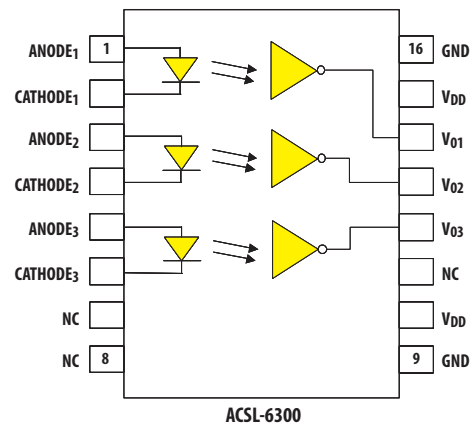 ANODE1 1 16 GND
CATHODE1 VDD
ANODE2 V01
CATHODE2 V02
ANODE3 V03
CATHODE3 NC
NC VDD
NC 8 9 GND
ACSL-6300